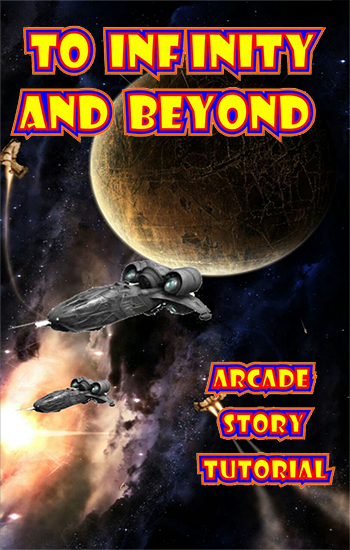 TO INFINITY
AND BEYOND
ARCADE
STORY
TUTORIAL